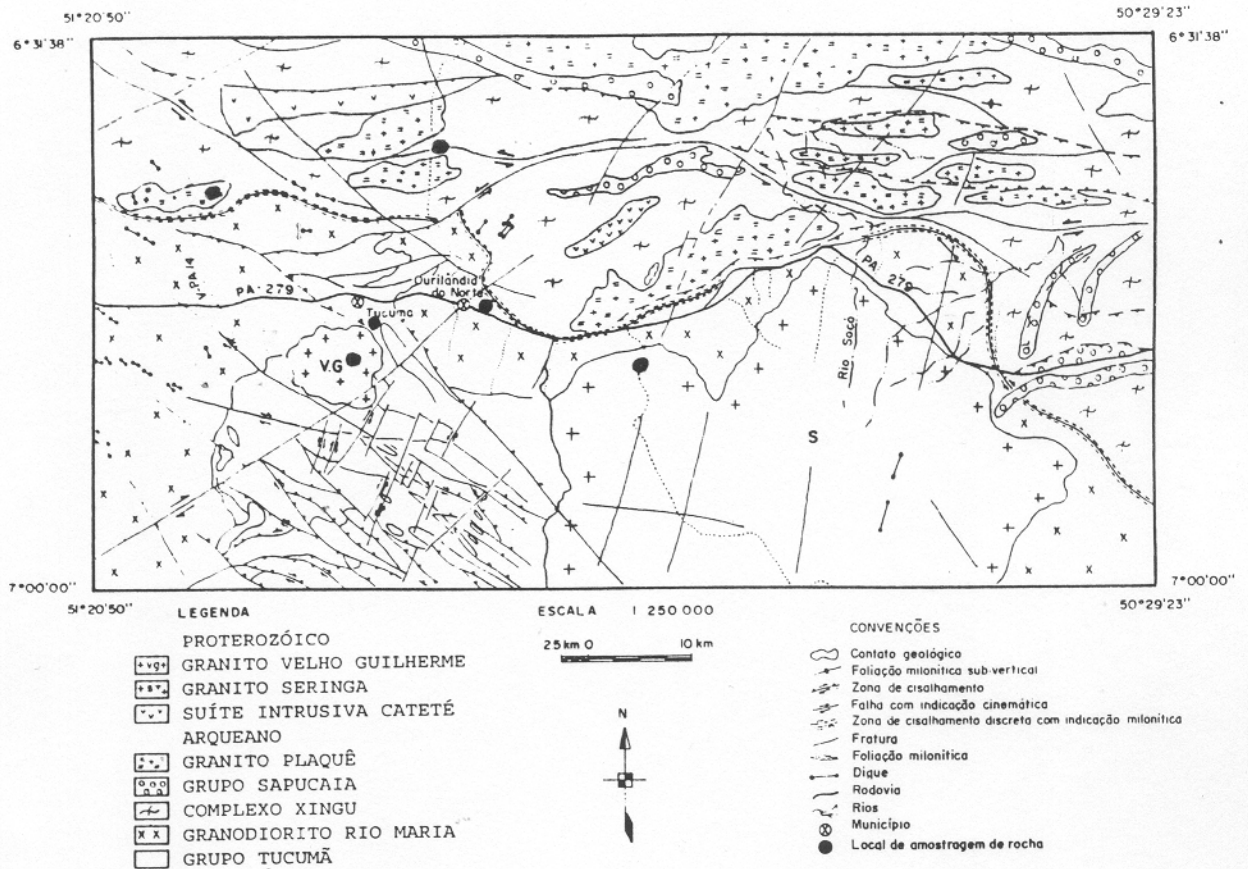 51°20'50"
50°29'23"
6°31'38"
6°31'38"
V-PA14
PA-279
Ourilândia
do Norte
Tucumã
V.G
PA
279
Rio Sacó
S
7°00'00"
7°00'00"
51°20'50"
50°29'23"
LEGENDA
PROTEROZÓICO
+vg+ GRANITO VELHO GUILHERME
+s+ GRANITO SERINGA
SUÍTE INTRUSIVA CATETÉ
ARQUEANO
GRANITO PLAQUÊ
GRUPO SAPUCAIA
COMPLEXO XINGU
GRANODIORITO RIO MARIA
GRUPO TUCUMÃ
ESCALA 1 250 000
25km 0 10 km
N
CONVENÇÕES
Contato geológico
Foliação milonítica sub-vertical
Zona de cisalhamento
Falha com indicação cinemática
Zona de cisalhamento discreta com indicação milonítica
Fratura
Foliação milonítica
Dique
Rodovia
Rios
Município
Local de amostragem de rocha